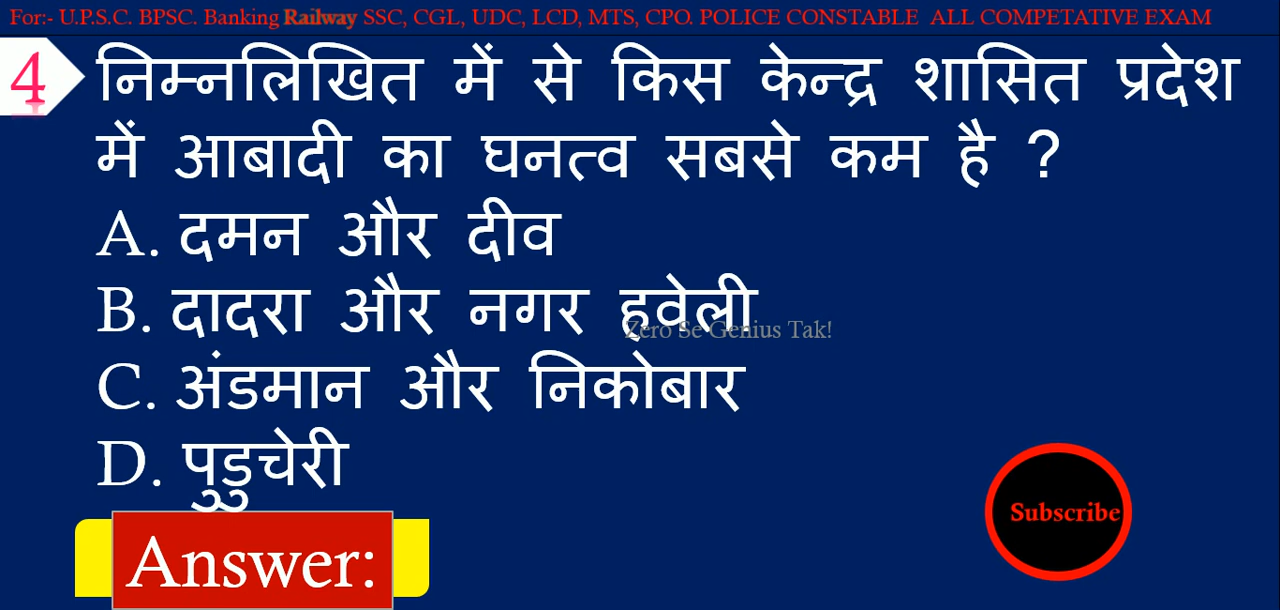 For:- U.P.S.C. BPSC. Banking Railway SSC, CGL, UDC, LCD, MTS, CPO. POLICE CONSTABLE ALL COMPETATIVE EXAM
4 निम्नलिखित में से किस केन्द्र शासित प्रदेश
में आबादी का घनत्व सबसे कम है ?
A. दमन और दीव
B. दादरा और नगर हवेली
Zero Se Genius Tak!
C. अंडमान और निकोबार
D. पुडुचेरी
Subscribe
Answer: